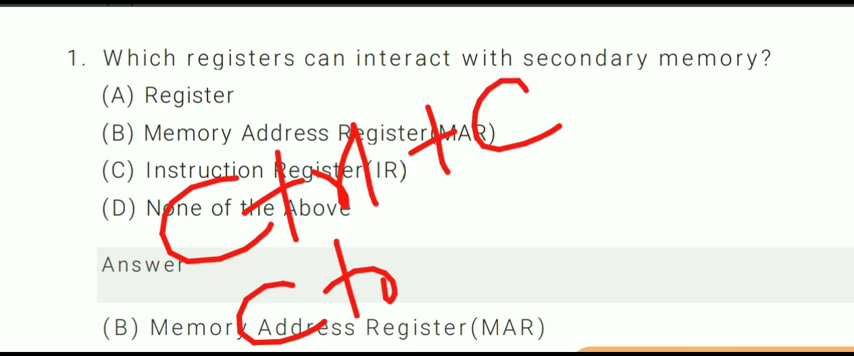 1. Which registers can interact with secondary memory?
(A) Register
(B) Memory Address Register(MAR)
(C) Instruction Register(IR)
(D) None of the Above
Answer
(B) Memory Address Register(MAR)